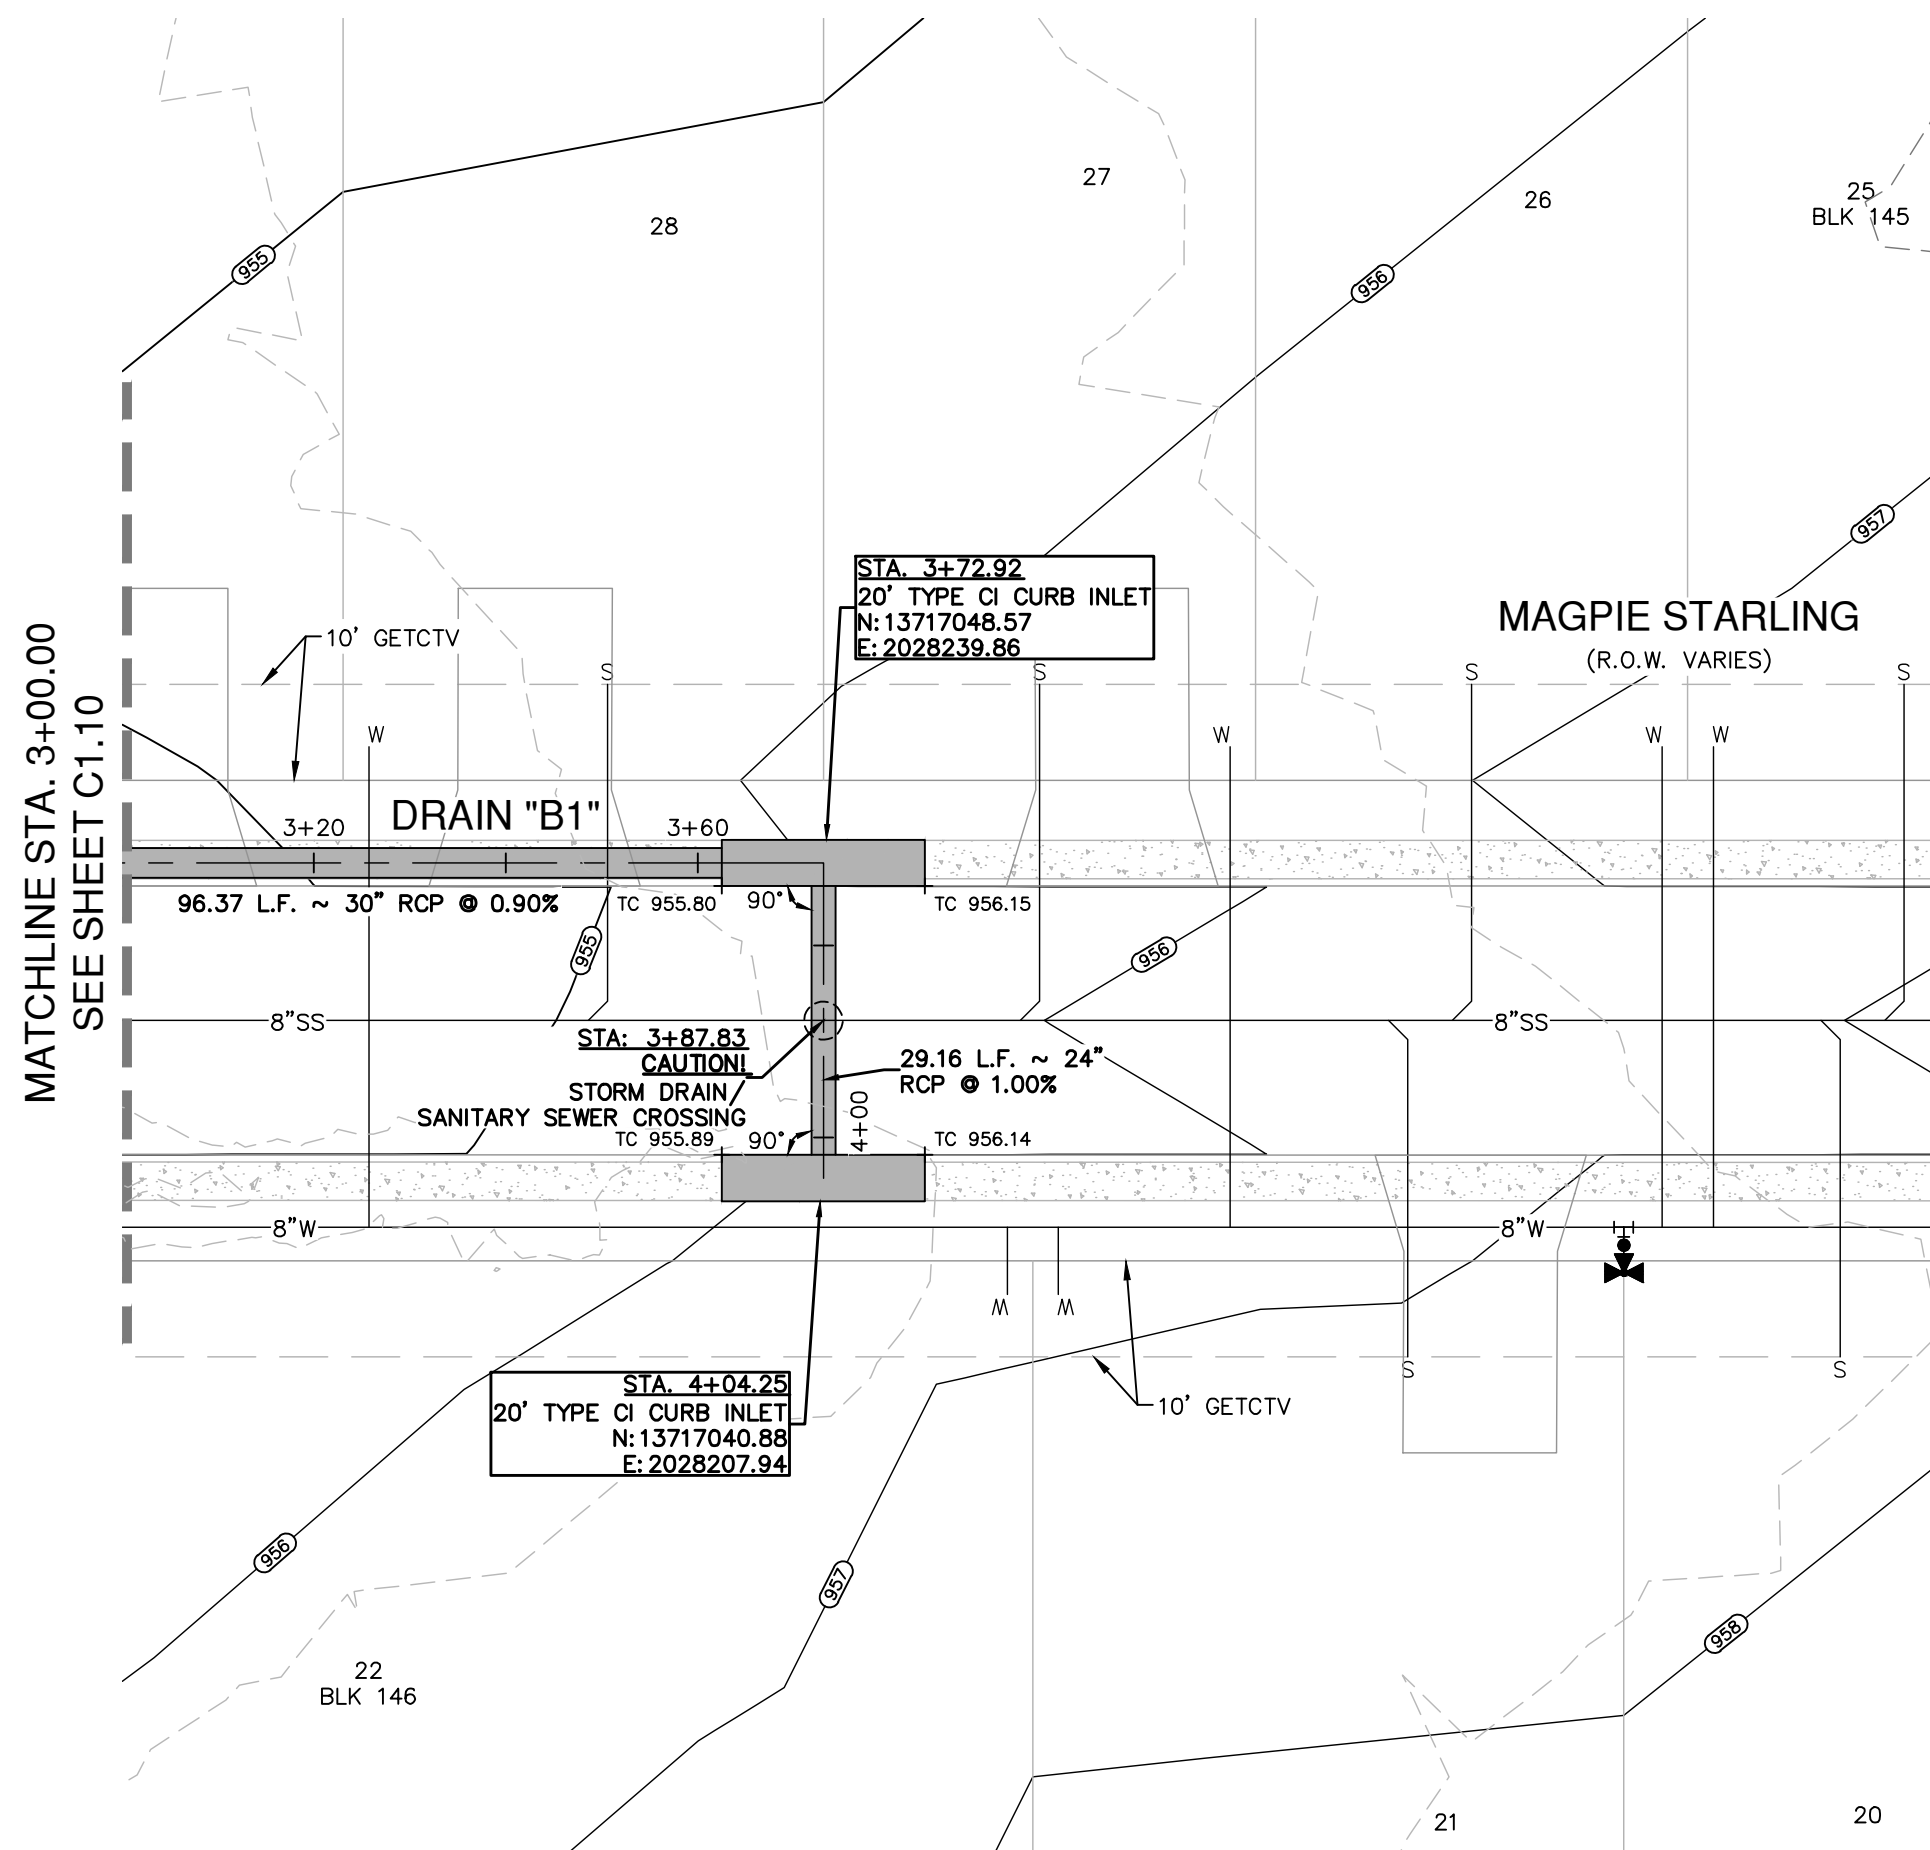 27
26
25
BLK 145
28
955
956
957
STA. 3+72.92
20' TYPE CI CURB INLET
N: 13717048.57
E: 2028239.86
MAGPIE STARLING
(R.O.W. VARIES)
10' GETCTV
MATCHLINE STA. 3+00.00
SEE SHEET C1.10
S
S
S
S
W
W
W
W
DRAIN "B1"
3+20
3+60
96.37 L.F. ~ 30" RCP @ 0.90%
TC 955.80
90°
TC 956.15
955
956
8"SS
8"SS
STA: 3+87.83
CAUTION!
STORM DRAIN/
SANITARY SEWER CROSSING
29.16 L.F. ~ 24"
RCP @ 1.00%
4+00
TC 955.89
90°
TC 956.14
8"W
8"W
W
W
S
S
10' GETCTV
STA. 4+04.25
20' TYPE CI CURB INLET
N: 13717040.88
E: 2028207.94
956
957
958
22
BLK 146
21
20